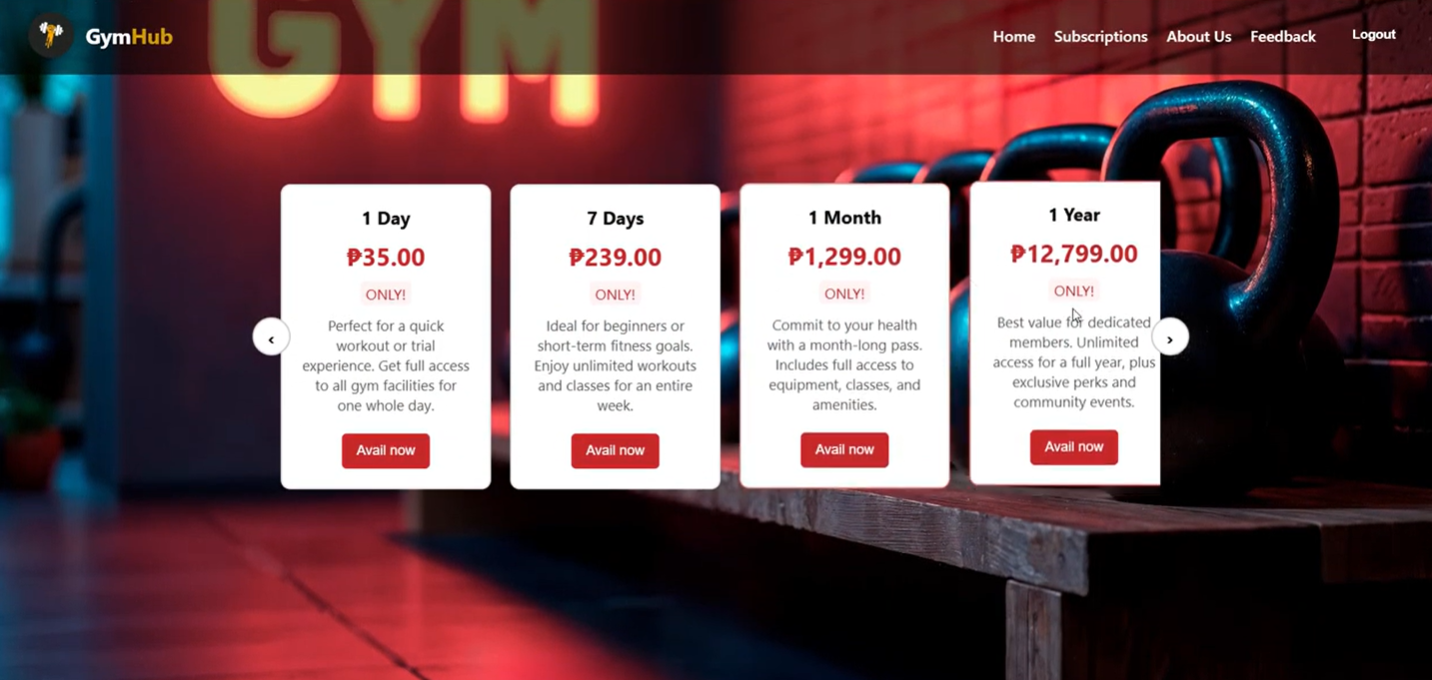 GYM
GymHub
Home Subscriptions About Us Feedback Logout
1 Day
₱35.00
ONLY!
Perfect for a quick
workout or trial
experience. Get full access
to all gym facilities for
one whole day.
Avail now
7 Days
₱239.00
ONLY!
Ideal for beginners or
short-term fitness goals.
Enjoy unlimited workouts
and classes for an entire
week.
Avail now
1 Month
₱1,299.00
ONLY!
Commit to your health
with a month-long pass.
Includes full access to
equipment, classes, and
amenities.
Avail now
1 Year
₱12,799.00
ONLY!
Best value for dedicated
members. Unlimited
access for a full year, plus
exclusive perks and
community events.
Avail now